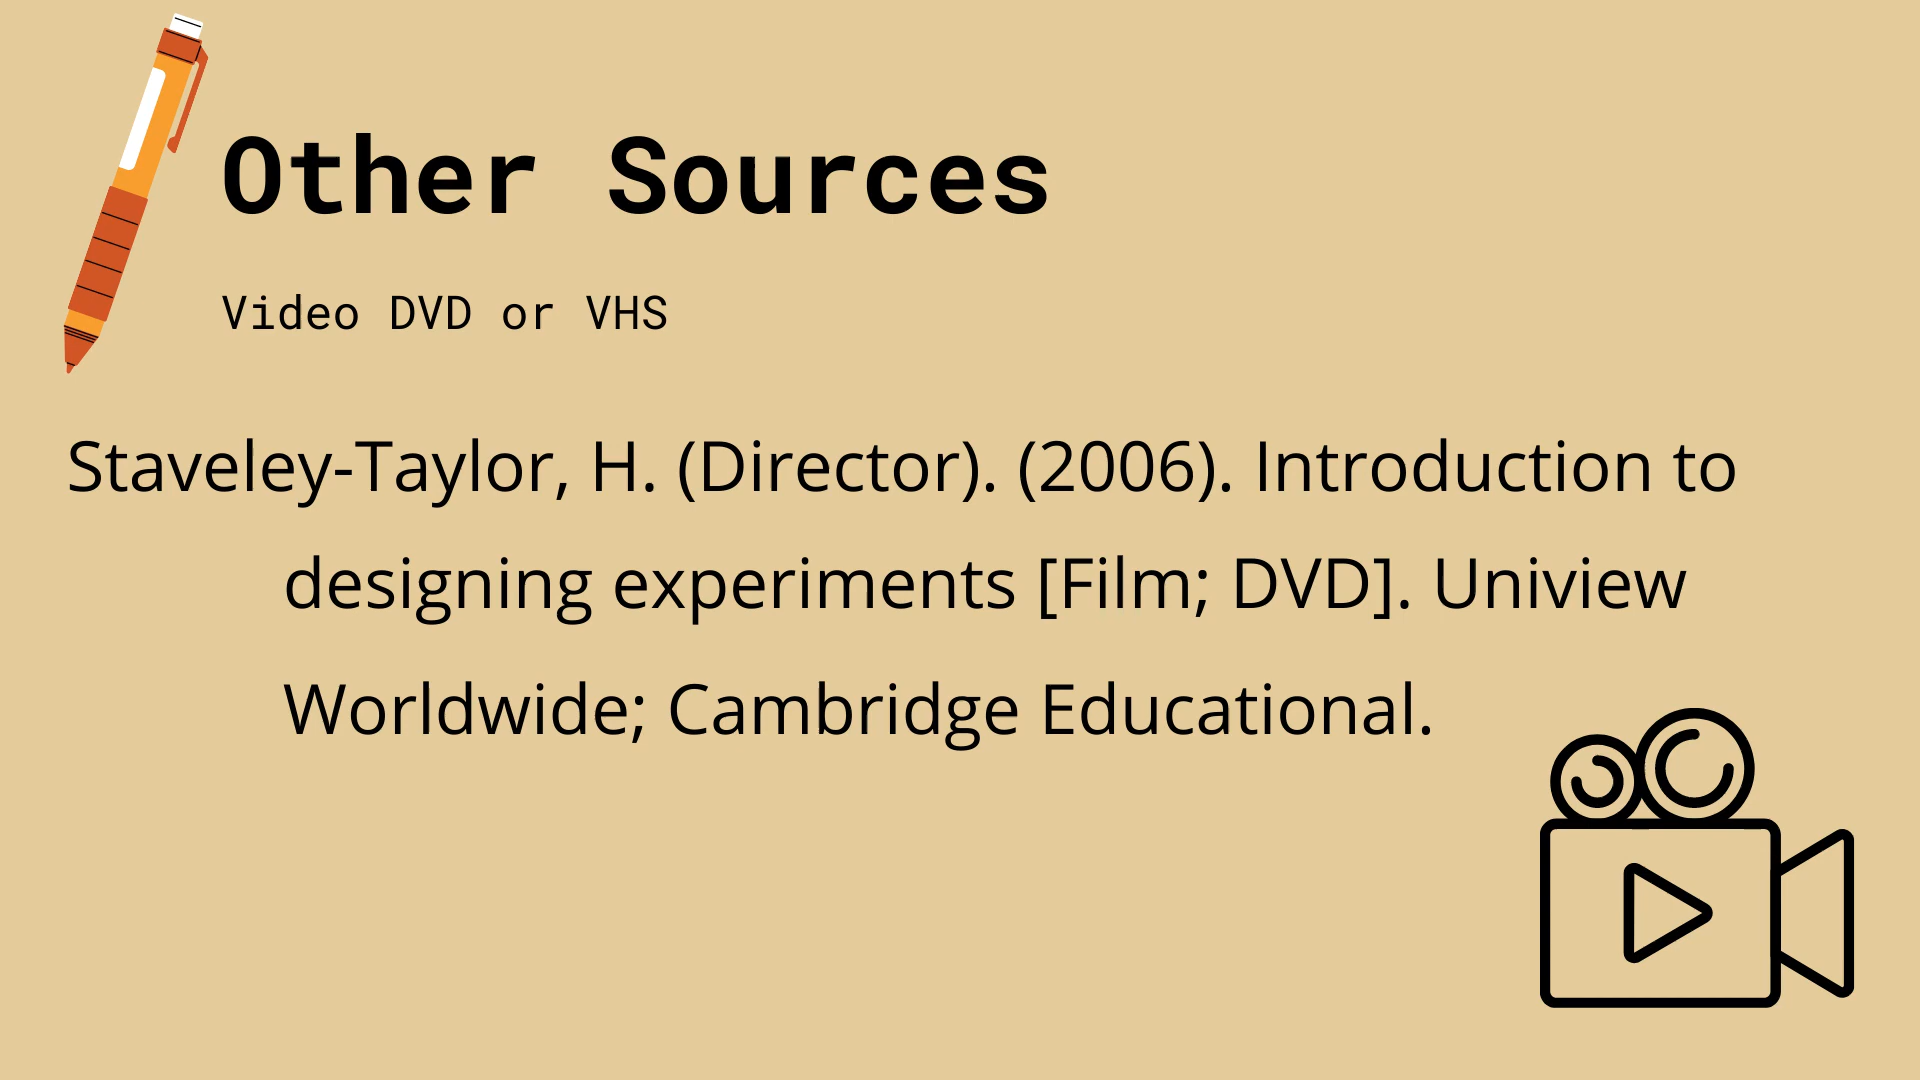 Other Sources
Video DVD or VHS
Staveley-Taylor, H. (Director). (2006). Introduction to
designing experiments [Film; DVD]. Uniview
Worldwide; Cambridge Educational.